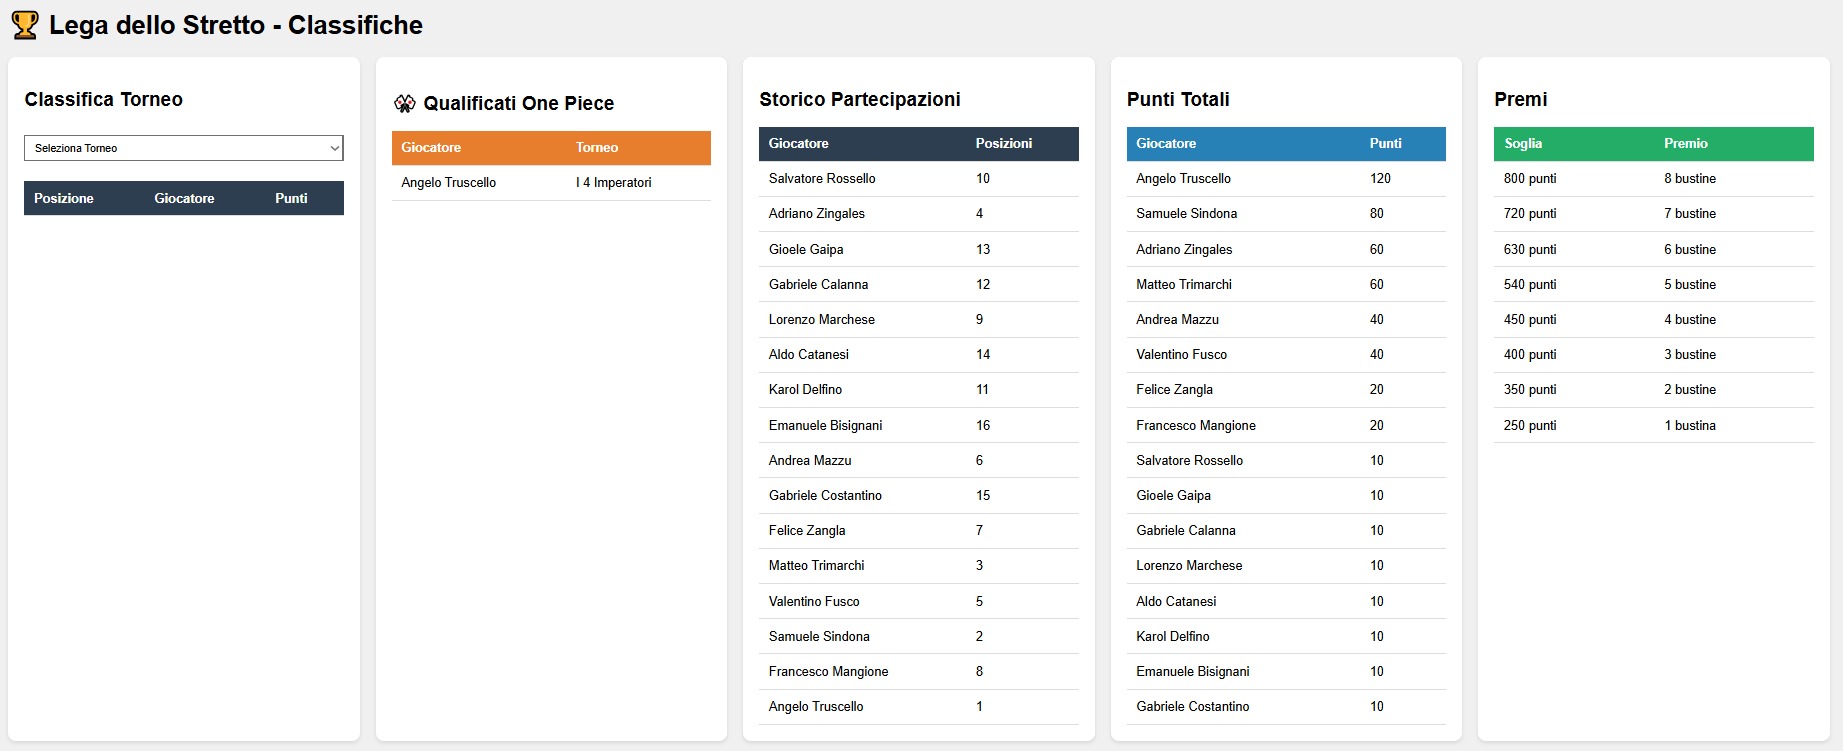 Lega dello Stretto - Classifiche
Classifica Torneo
Seleziona Torneo
Posizione Giocatore Punti
Qualificati One Piece
Giocatore Torneo
Angelo Truscello I 4 Imperatori
Storico Partecipazioni
Giocatore Posizioni
Salvatore Rossello 10
Adriano Zingales 4
Gioele Gaipa 13
Gabriele Calanna 12
Lorenzo Marchese 9
Aldo Catanesi 14
Karol Delfino 11
Emanuele Bisignani 16
Andrea Mazzu 6
Gabriele Costantino 15
Felice Zangla 7
Matteo Trimarchi 3
Valentino Fusco 5
Samuele Sindona 2
Francesco Mangione 8
Angelo Truscello 1
Punti Totali
Giocatore Punti
Angelo Truscello 120
Samuele Sindona 80
Adriano Zingales 60
Matteo Trimarchi 60
Andrea Mazzu 40
Valentino Fusco 40
Felice Zangla 20
Francesco Mangione 20
Salvatore Rossello 10
Gioele Gaipa 10
Gabriele Calanna 10
Lorenzo Marchese 10
Aldo Catanesi 10
Karol Delfino 10
Emanuele Bisignani 10
Gabriele Costantino 10
Premi
Soglia Premio
800 punti 8 bustine
720 punti 7 bustine
630 punti 6 bustine
540 punti 5 bustine
450 punti 4 bustine
400 punti 3 bustine
350 punti 2 bustine
250 punti 1 bustina